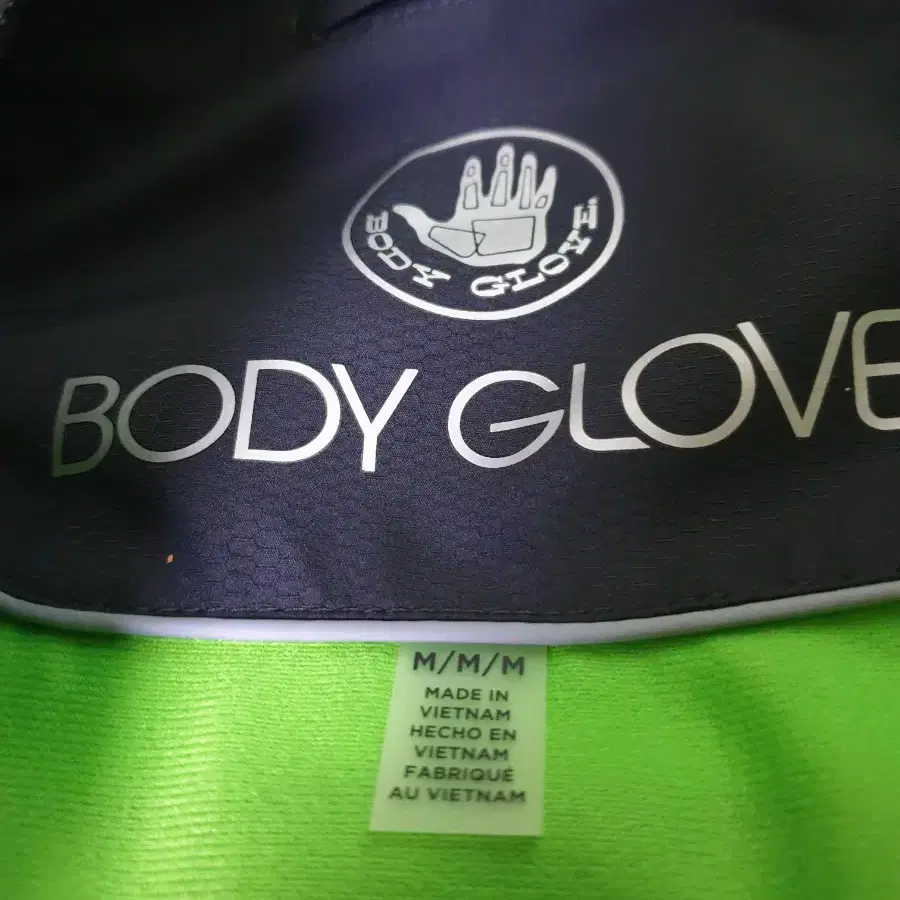 BODY GLOVE
BODY GLOVE
M/M/M
MADE IN
VIETNAM
HECHO EN
VIETNAM
FABRIQUÉ
AU VIETNAM